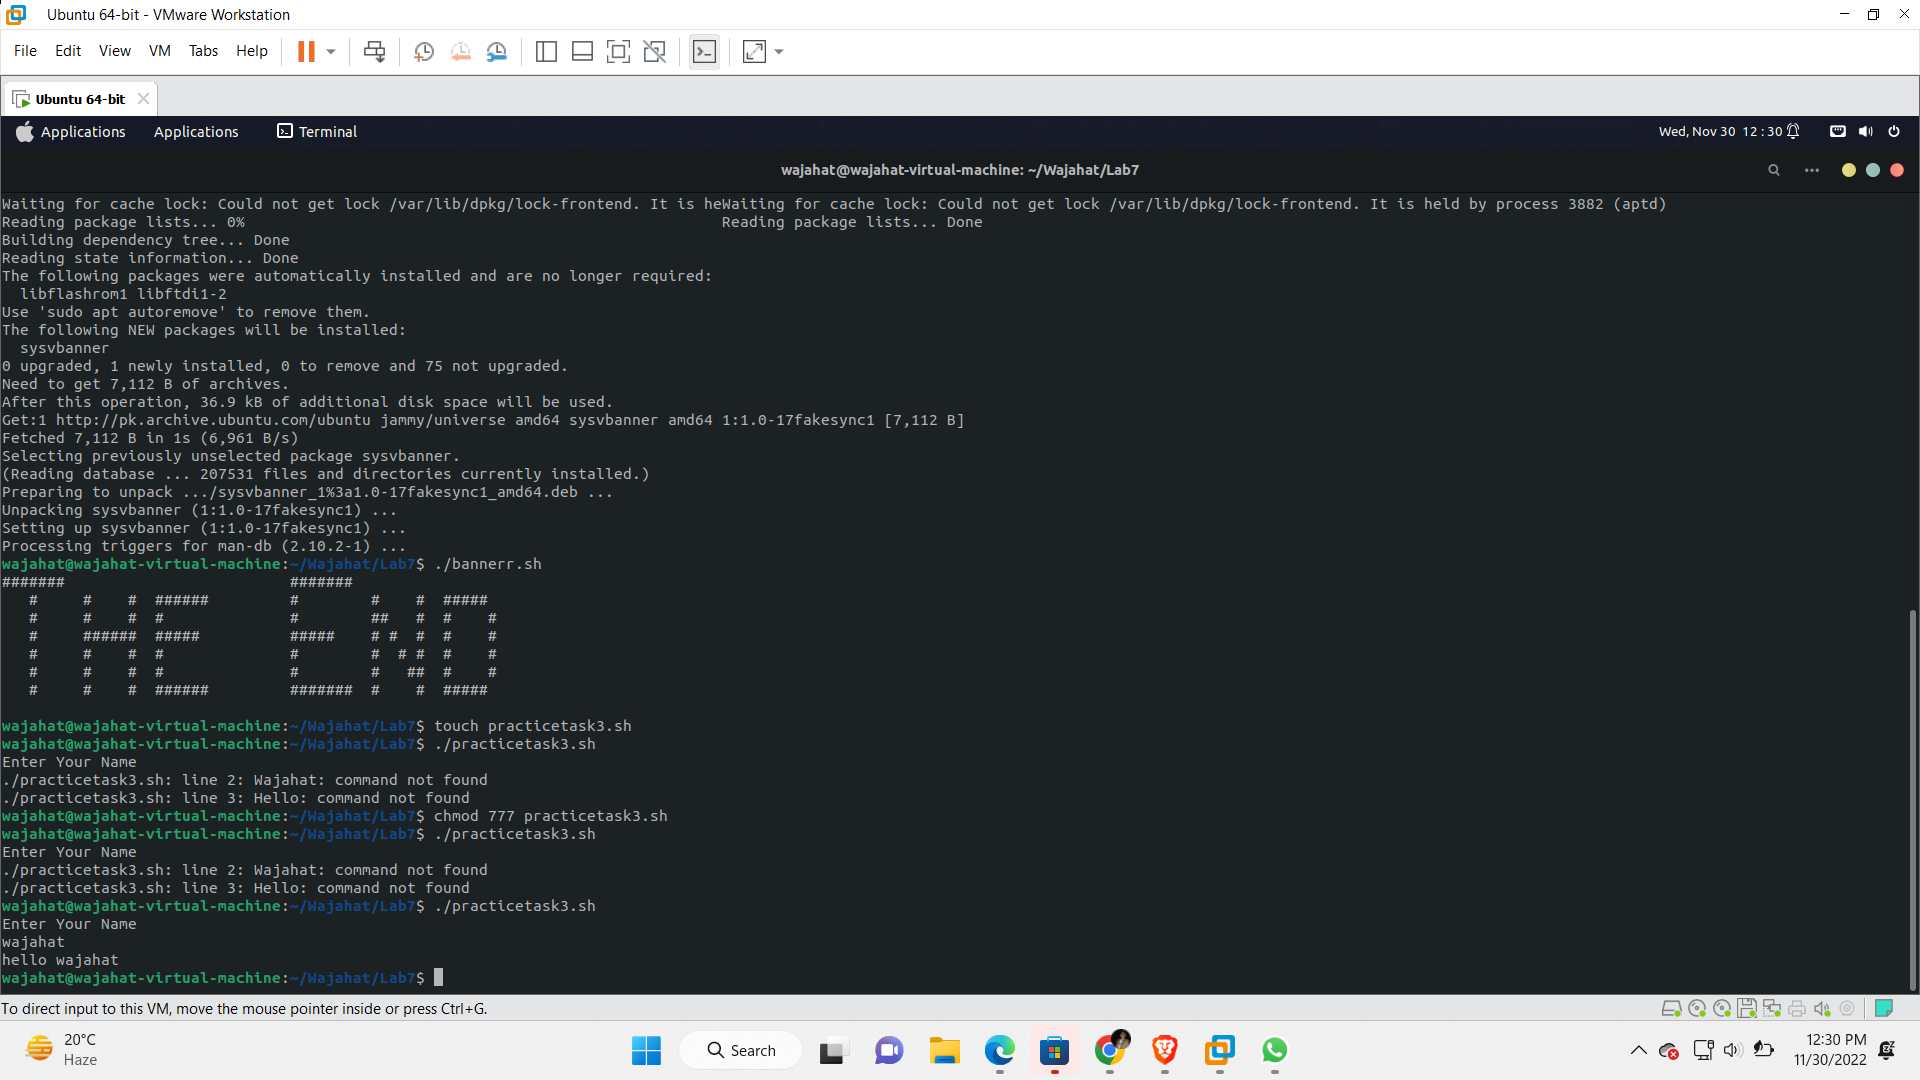 Ubuntu 64-bit - VMware Workstation
File Edit View VM Tabs Help
Ubuntu 64-bit
Applications Applications Terminal Wed, Nov 30 12:30
wajahat@wajahat-virtual-machine: ~/Wajahat/Lab7
Waiting for cache lock: Could not get lock /var/lib/dpkg/lock-frontend. It is heWaiting for cache lock: Could not get lock /var/lib/dpkg/lock-frontend. It is held by process 3882 (aptd)
Reading package lists... 0% Reading package lists... Done
Building dependency tree... Done
Reading state information... Done
The following packages were automatically installed and are no longer required:
  libflashrom1 libftdi1-2
Use 'sudo apt autoremove' to remove them.
The following NEW packages will be installed:
  sysvbanner
0 upgraded, 1 newly installed, 0 to remove and 75 not upgraded.
Need to get 7,112 B of archives.
After this operation, 36.9 kB of additional disk space will be used.
Get:1 http://pk.archive.ubuntu.com/ubuntu jammy/universe amd64 sysvbanner amd64 1:1.0-17fakesync1 [7,112 B]
Fetched 7,112 B in 1s (6,961 B/s)
Selecting previously unselected package sysvbanner.
(Reading database ... 207531 files and directories currently installed.)
Preparing to unpack .../sysvbanner_1%3a1.0-17fakesync1_amd64.deb ...
Unpacking sysvbanner (1:1.0-17fakesync1) ...
Setting up sysvbanner (1:1.0-17fakesync1) ...
Processing triggers for man-db (2.10.2-1) ...
wajahat@wajahat-virtual-machine:~/Wajahat/Lab7$ ./bannerr.sh
#######                         #######
   #     #    #  ######         #        #    #  #####
   #     #    #  #              #        ##   #  #    #
   #     ######  #####          #####    # #  #  #    #
   #     #    #  #              #        #  # #  #    #
   #     #    #  #              #        #   ##  #    #
   #     #    #  ######         #######  #    #  #####
wajahat@wajahat-virtual-machine:~/Wajahat/Lab7$ touch practicetask3.sh
wajahat@wajahat-virtual-machine:~/Wajahat/Lab7$ ./practicetask3.sh
Enter Your Name
./practicetask3.sh: line 2: Wajahat: command not found
./practicetask3.sh: line 3: Hello: command not found
wajahat@wajahat-virtual-machine:~/Wajahat/Lab7$ chmod 777 practicetask3.sh
wajahat@wajahat-virtual-machine:~/Wajahat/Lab7$ ./practicetask3.sh
Enter Your Name
./practicetask3.sh: line 2: Wajahat: command not found
./practicetask3.sh: line 3: Hello: command not found
wajahat@wajahat-virtual-machine:~/Wajahat/Lab7$ ./practicetask3.sh
Enter Your Name
wajahat
hello wajahat
wajahat@wajahat-virtual-machine:~/Wajahat/Lab7$
To direct input to this VM, move the mouse pointer inside or press Ctrl+G.
20°C
Haze
Search
12:30 PM
11/30/2022